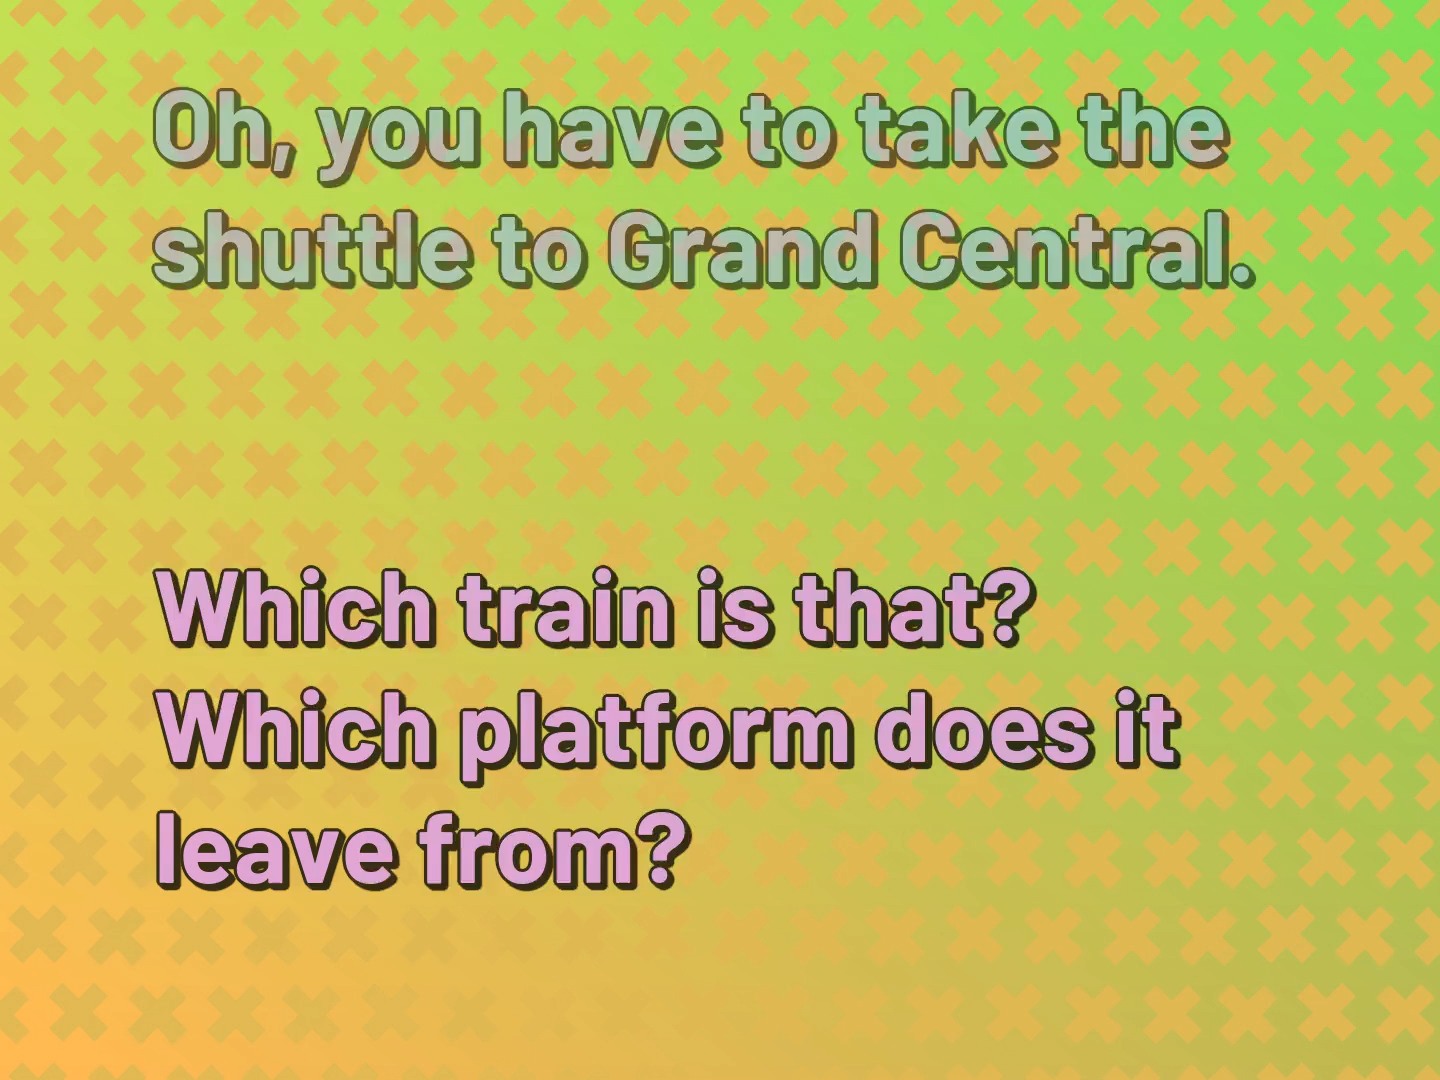 Oh, you have to take the
shuttle to Grand Central.
Which train is that?
Which platform does it
leave from?